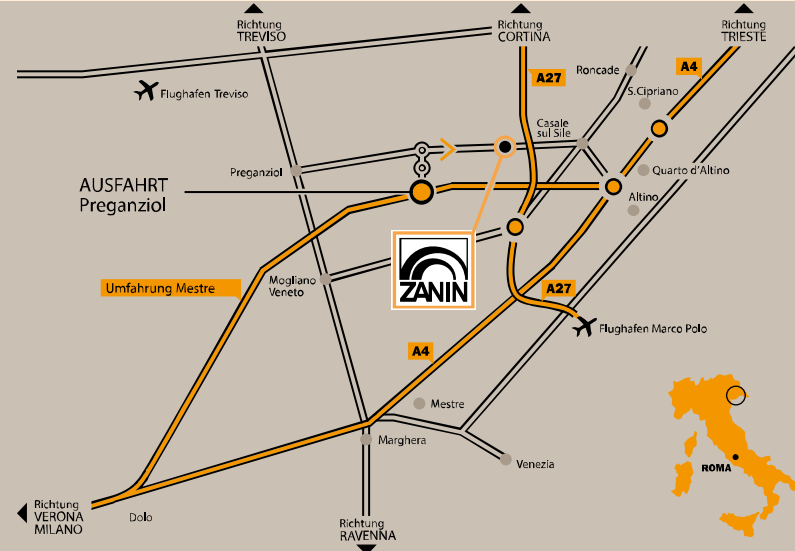 Richtung
TREVISO
Richtung
CORTINA
Richtung
TRIESTE
A27
A4
Roncade
S.Cipriano
Flughafen Treviso
Casale
sul Sile
Preganziol
Quarto d'Altino
AUSFAHRT
Preganziol
Altino
ZANIN
Mogliano
Veneto
Umfahrung Mestre
A27
Flughafen Marco Polo
A4
Mestre
Marghera
Venezia
ROMA
Richtung
VERONA
MILANO
Dolo
Richtung
RAVENNA